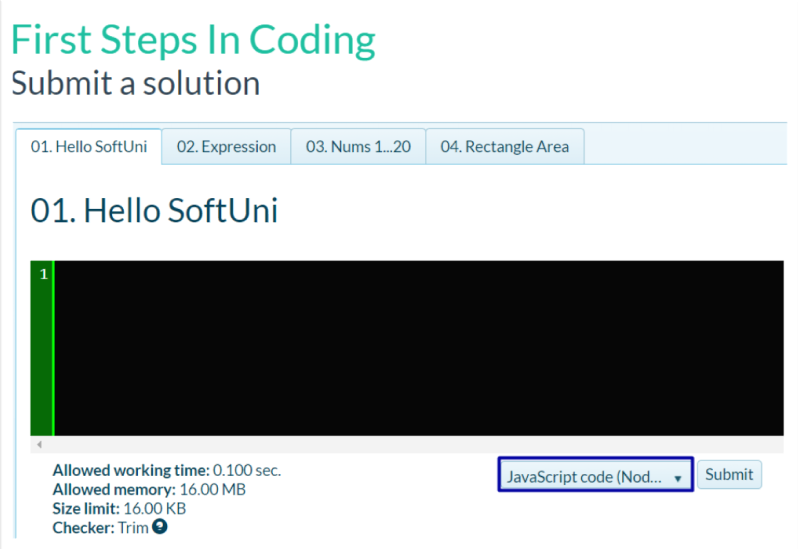 First Steps In Coding
Submit a solution
01. Hello SoftUni 02. Expression 03. Nums 1...20 04. Rectangle Area
01. Hello SoftUni
1
Allowed working time: 0.100 sec.
Allowed memory: 16.00 MB
Size limit: 16.00 KB
Checker: Trim ?
JavaScript code (Nod... Submit